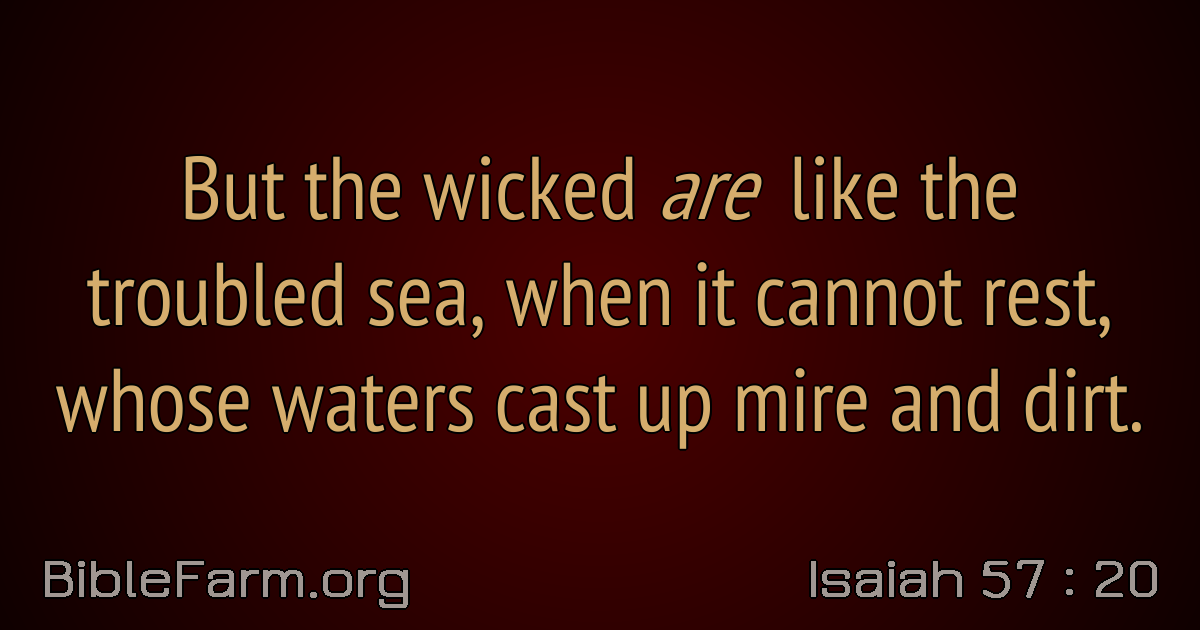 But the wicked are like the
troubled sea, when it cannot rest,
whose waters cast up mire and dirt.
BibleFarm.org
Isaiah 57 : 20